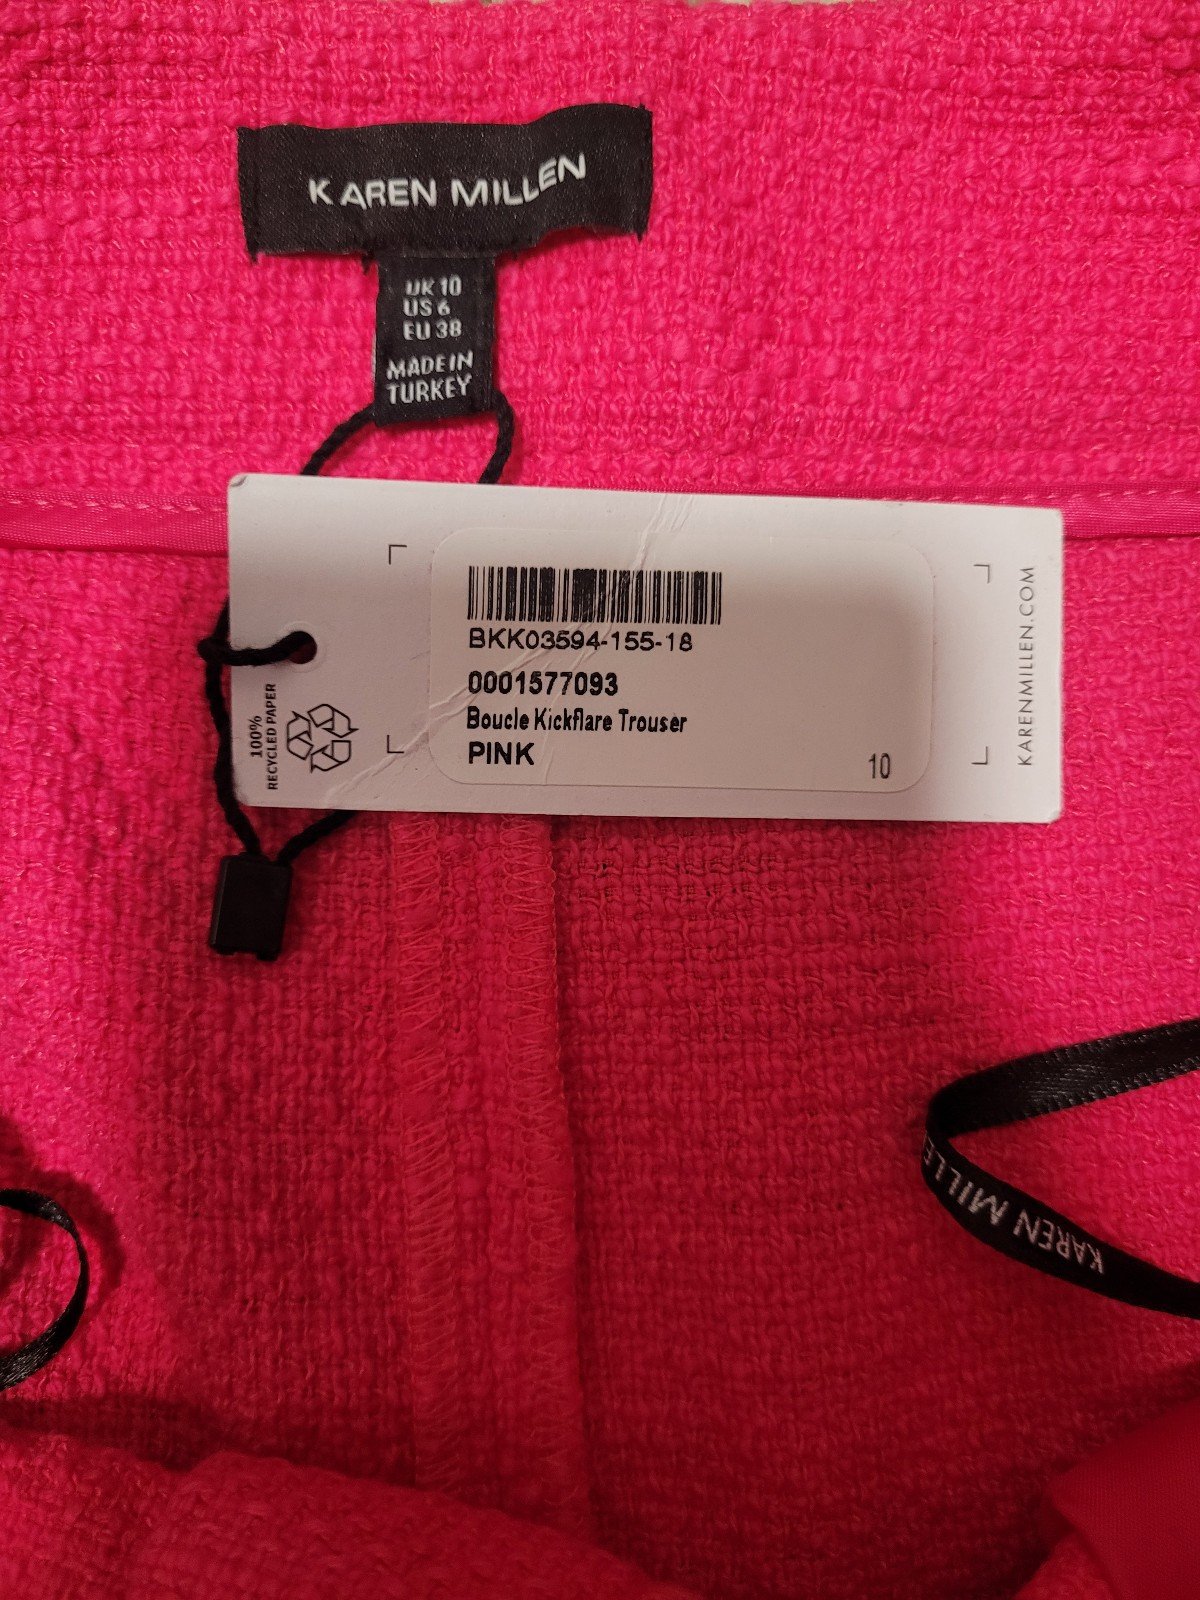 KAREN MILLEN
UK 10
US 6
EU 38
MADE IN
TURKEY
BKK03594-155-18
0001577093
Boucle Kickflare Trouser
PINK
10
100%
RECYCLED PAPER
KARENMILLEN.COM
KAREN MILLE